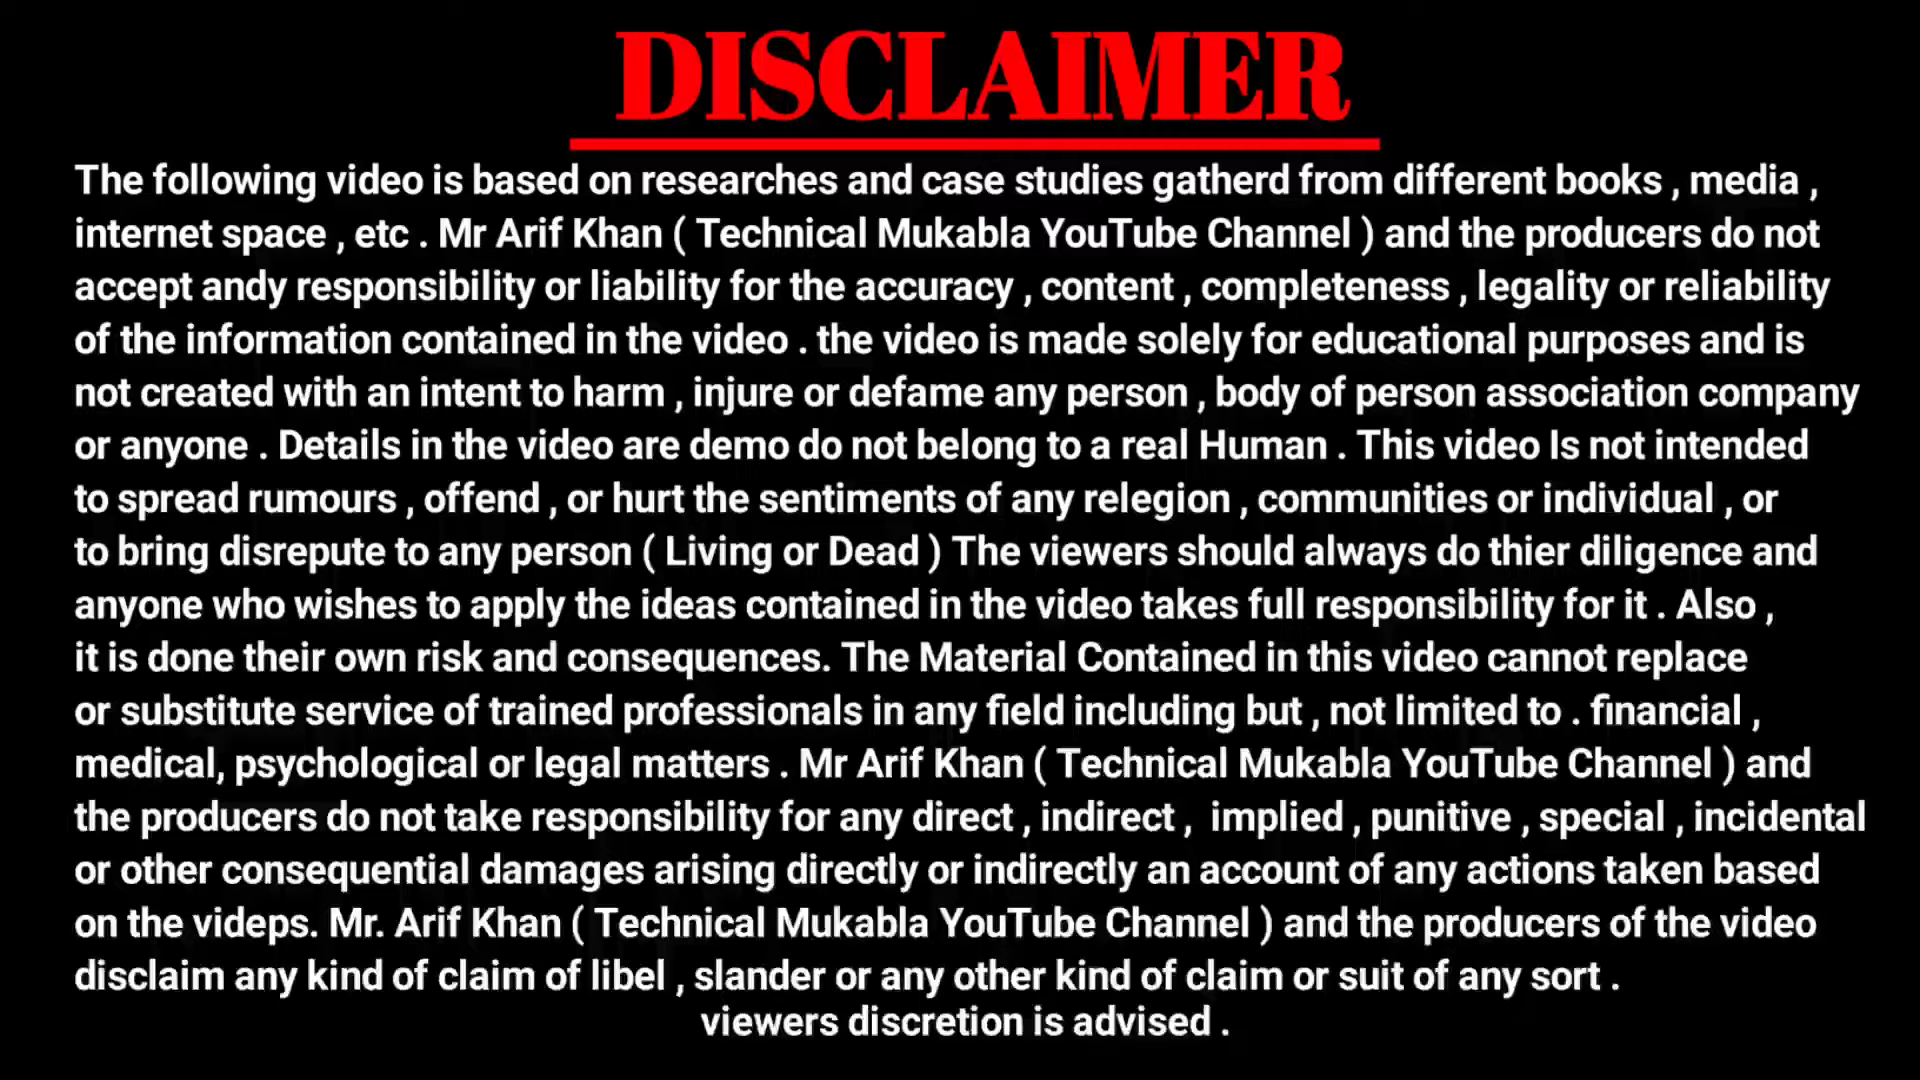 DISCLAIMER
The following video is based on researches and case studies gatherd from different books , media ,
internet space , etc . Mr Arif Khan ( Technical Mukabla YouTube Channel ) and the producers do not
accept andy responsibility or liability for the accuracy , content , completeness , legality or reliability
of the information contained in the video . the video is made solely for educational purposes and is
not created with an intent to harm , injure or defame any person , body of person association company
or anyone . Details in the video are demo do not belong to a real Human . This video Is not intended
to spread rumours , offend , or hurt the sentiments of any relegion , communities or individual , or
to bring disrepute to any person ( Living or Dead ) The viewers should always do thier diligence and
anyone who wishes to apply the ideas contained in the video takes full responsibility for it . Also ,
it is done their own risk and consequences. The Material Contained in this video cannot replace
or substitute service of trained professionals in any field including but , not limited to . financial ,
medical, psychological or legal matters . Mr Arif Khan ( Technical Mukabla YouTube Channel ) and
the producers do not take responsibility for any direct , indirect ,  implied , punitive , special , incidental
or other consequential damages arising directly or indirectly an account of any actions taken based
on the videps. Mr. Arif Khan ( Technical Mukabla YouTube Channel ) and the producers of the video
disclaim any kind of claim of libel , slander or any other kind of claim or suit of any sort .
viewers discretion is advised .